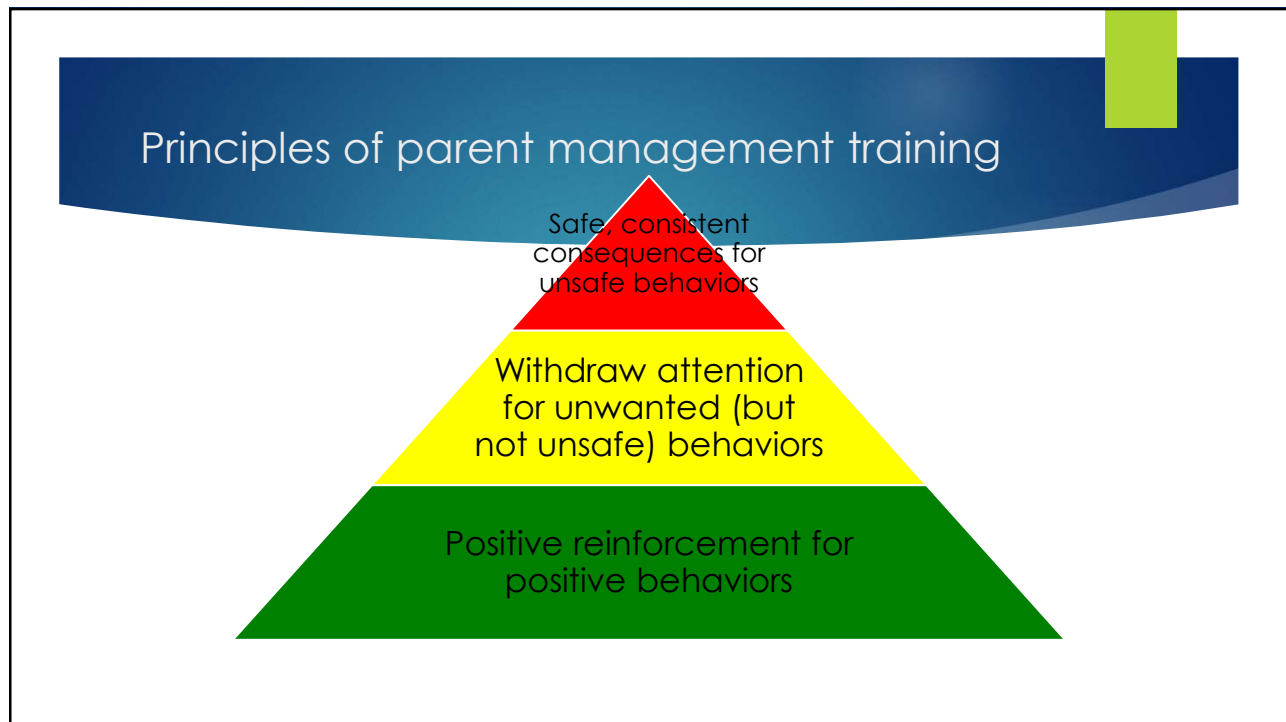 Principles of parent management training
Safe, consistent
consequences for
unsafe behaviors
Withdraw attention
for unwanted (but
not unsafe) behaviors
Positive reinforcement for
positive behaviors